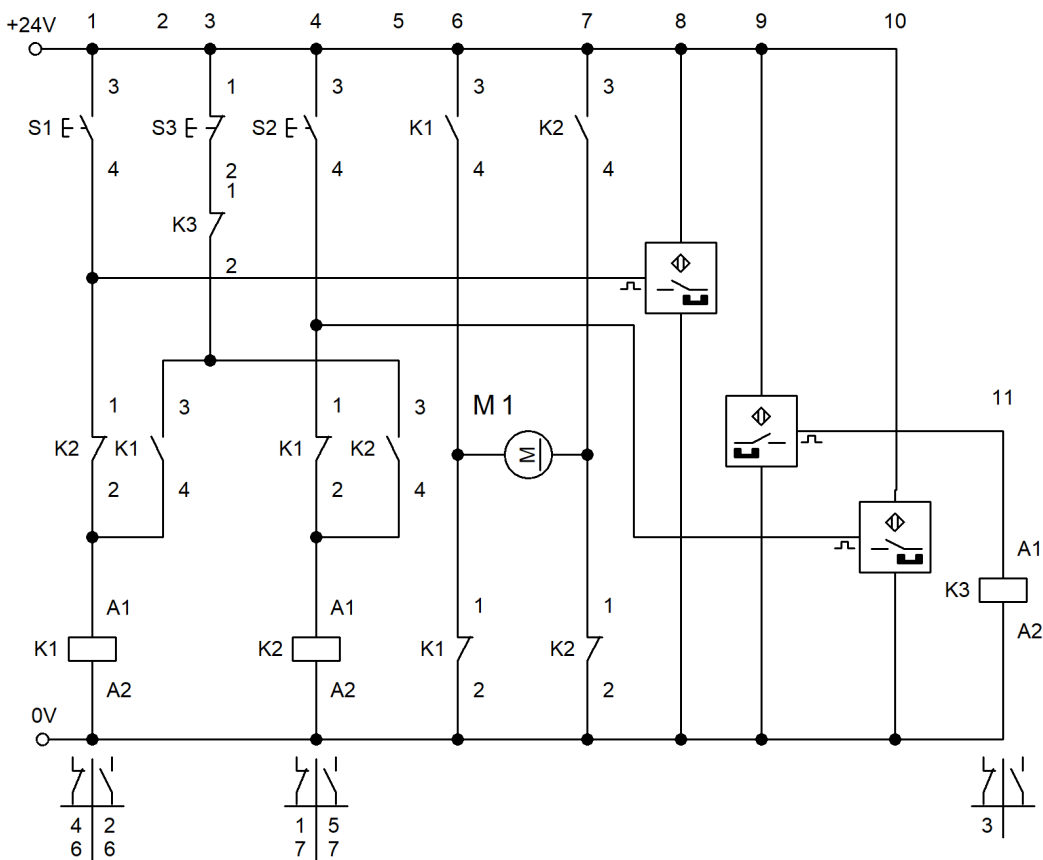 +24V 1 2 3 4 5 6 7 8 9 10
3 1 3 3 3
S1 S3 S2 K1 K2
4 2 4 4 4
1
K3
2
M 1 11
1 3 1 3
K2 K1 K1 K2 M
2 4 2 4
A1
K3
A2
A1 A1 1 1
K1 K2 K1 K2
A2 A2 2 2
0V
4 2 1 5 3
6 6 7 7